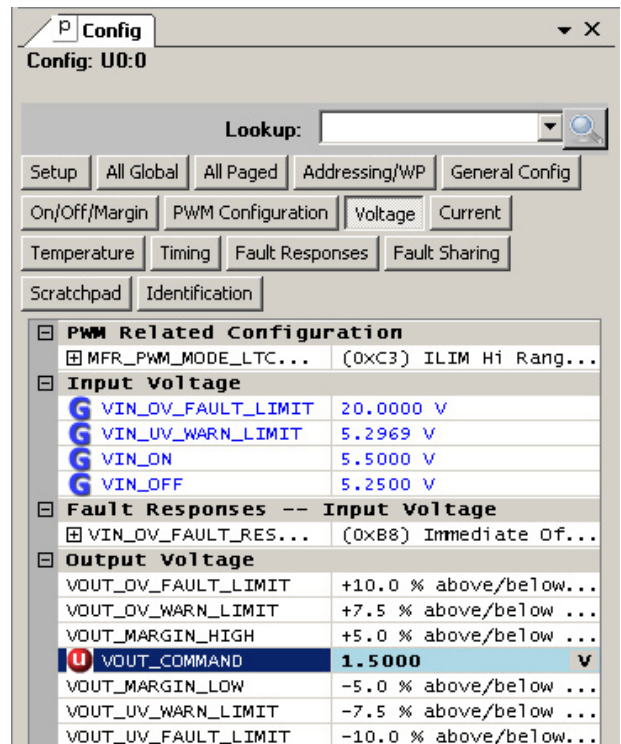 Config
Config: U0:0
Lookup:
Setup All Global All Paged Addressing/WP General Config
On/Off/Margin PWM Configuration Voltage Current
Temperature Timing Fault Responses Fault Sharing
Scratchpad Identification
PWM Related Configuration
MFR_PWM_MODE_LTC... (0xC3) ILIM Hi Rang...
Input Voltage
G VIN_OV_FAULT_LIMIT 20.0000 V
G VIN_UV_WARN_LIMIT 5.2969 V
G VIN_ON 5.5000 V
G VIN_OFF 5.2500 V
Fault Responses -- Input Voltage
VIN_OV_FAULT_RES... (0xB8) Immediate Of...
Output Voltage
VOUT_OV_FAULT_LIMIT +10.0 % above/below...
VOUT_OV_WARN_LIMIT +7.5 % above/below ...
VOUT_MARGIN_HIGH +5.0 % above/below ...
U VOUT_COMMAND 1.5000 V
VOUT_MARGIN_LOW -5.0 % above/below ...
VOUT_UV_WARN_LIMIT -7.5 % above/below ...
VOUT_UV_FAULT_LIMIT -10.0 % above/below...